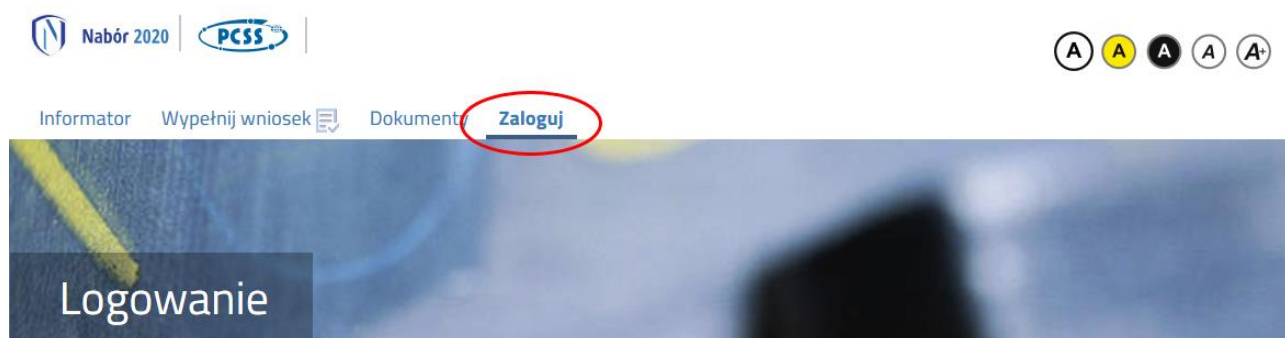 Nabór 2020 PCSS
A A A A A+
Informator Wypełnij wniosek Dokumenty Zaloguj
Logowanie